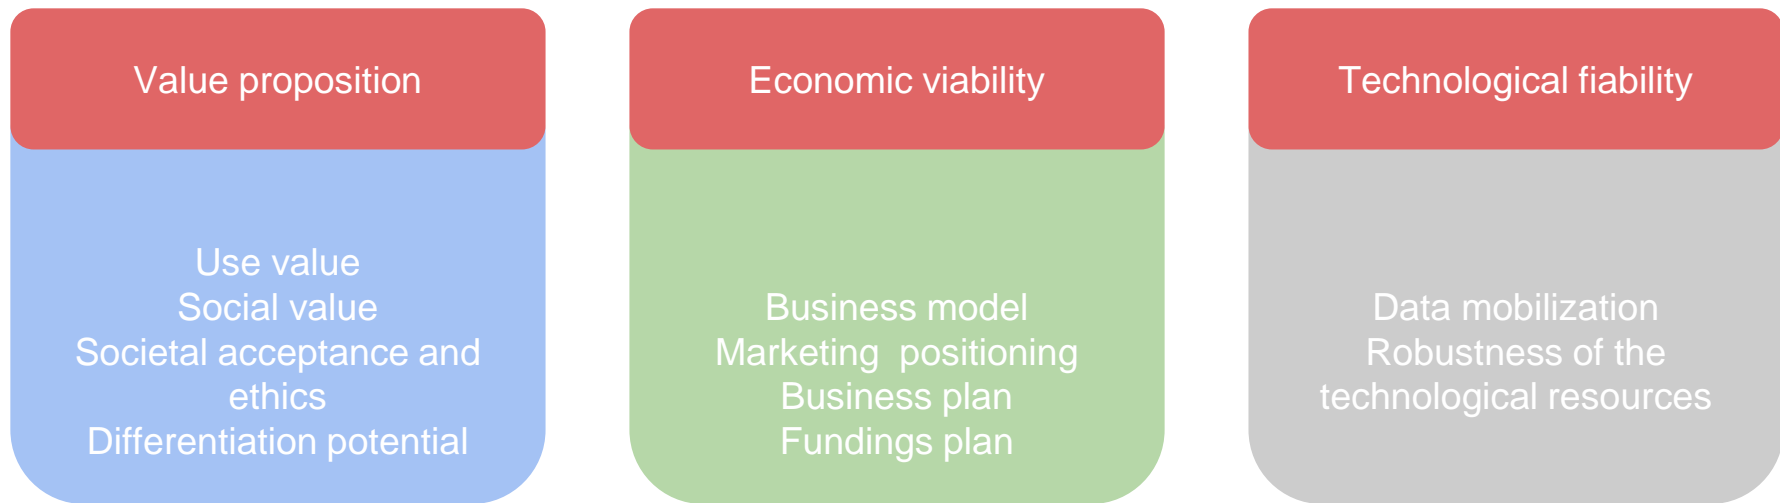 Value proposition
Use value
Social value
Societal acceptance and
ethics
Differentiation potential
Economic viability
Business model
Marketing  positioning
Business plan
Fundings plan
Technological fiability
Data mobilization
Robustness of the
technological resources